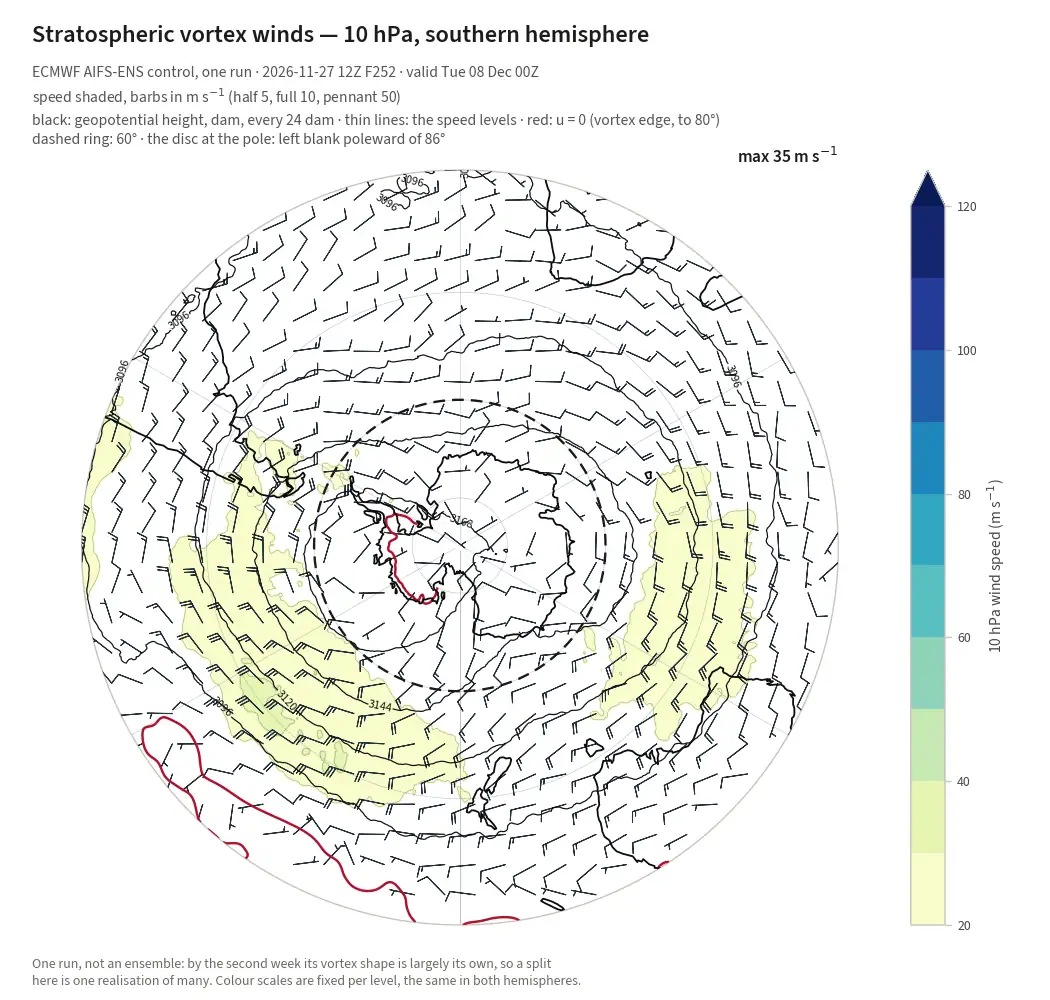 Stratospheric vortex winds — 10 hPa, southern hemisphere
ECMWF AIFS-ENS control, one run · 2026-11-27 12Z F252 · valid Tue 08 Dec 00Z
speed shaded, barbs in m s⁻¹ (half 5, full 10, pennant 50)
black: geopotential height, dam, every 24 dam · thin lines: the speed levels · red: u = 0 (vortex edge, to 80°)
dashed ring: 60° · the disc at the pole: left blank poleward of 86°
max 35 m s⁻¹
3096
3096
3096
3096
3096
3168
3120
3096
3144
120
100
80
60
40
20
10 hPa wind speed (m s⁻¹)
One run, not an ensemble: by the second week its vortex shape is largely its own, so a split
here is one realisation of many. Colour scales are fixed per level, the same in both hemispheres.